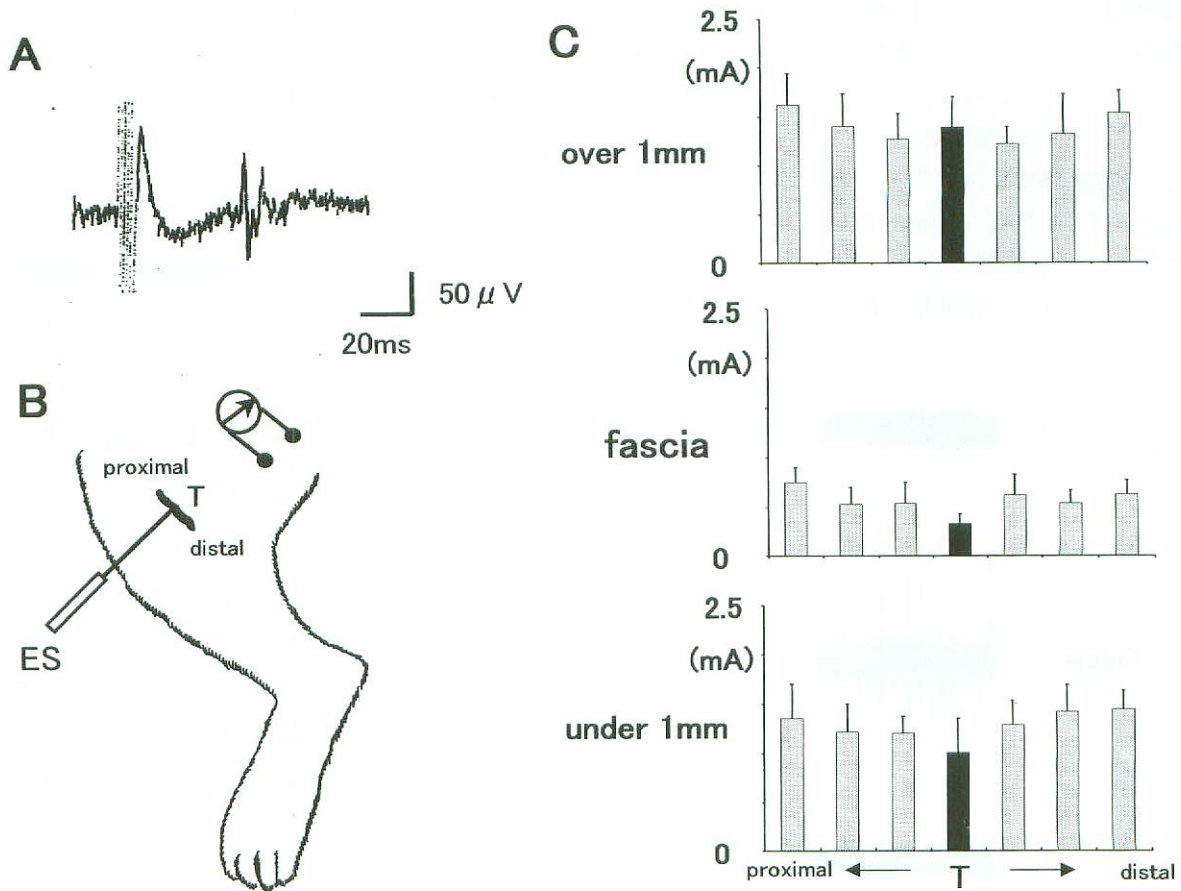 A
50 μV
20ms
B
proximal
T
distal
ES
C
2.5
(mA)
over 1mm
0
2.5
(mA)
fascia
0
2.5
(mA)
under 1mm
0
proximal T distal